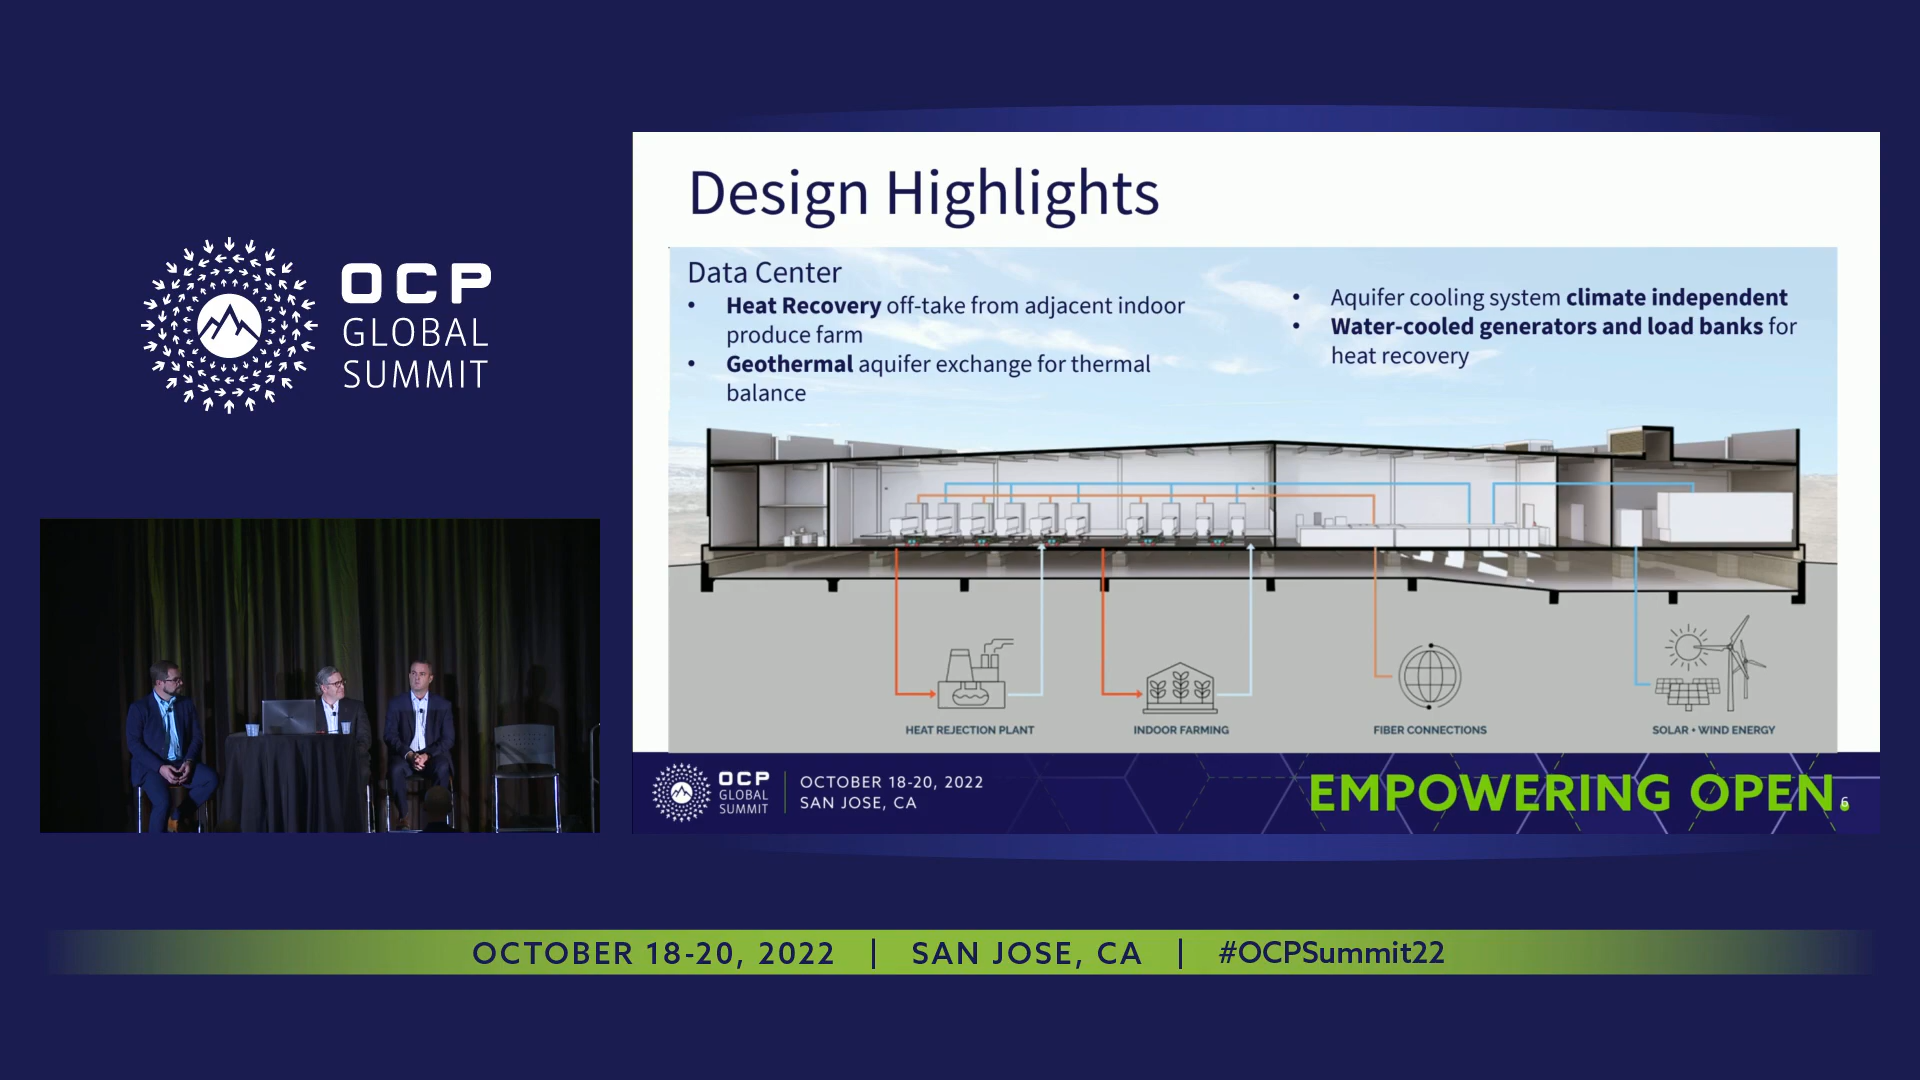 OCP
GLOBAL
SUMMIT
Design Highlights
Data Center
• Heat Recovery off-take from adjacent indoor
produce farm
• Geothermal aquifer exchange for thermal
balance
• Aquifer cooling system climate independent
• Water-cooled generators and load banks for
heat recovery
HEAT REJECTION PLANT
INDOOR FARMING
FIBER CONNECTIONS
SOLAR • WIND ENERGY
OCP
GLOBAL
SUMMIT
OCTOBER 18-20, 2022
SAN JOSE, CA
EMPOWERING OPEN.
6
OCTOBER 18-20, 2022 | SAN JOSE, CA | #OCPSummit22